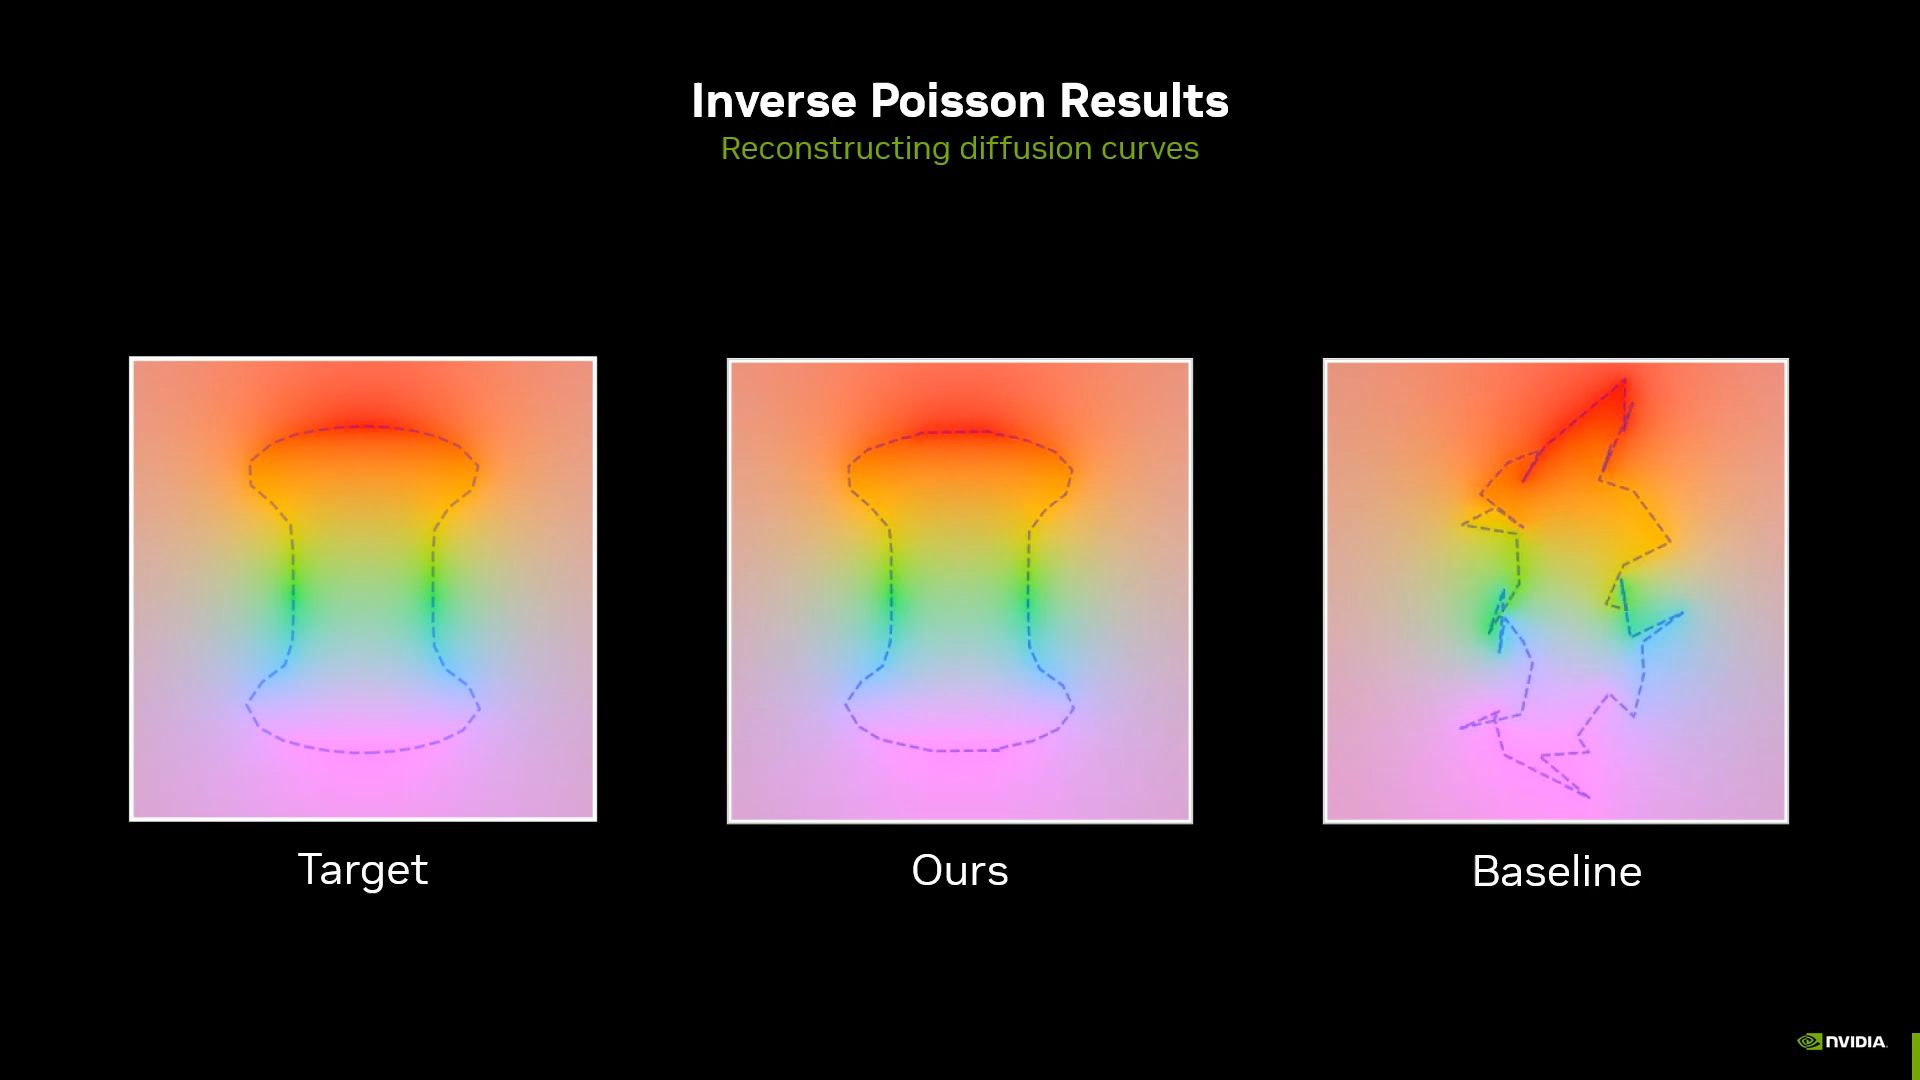 Inverse Poisson Results
Reconstructing diffusion curves
Target
Ours
Baseline
NVIDIA.